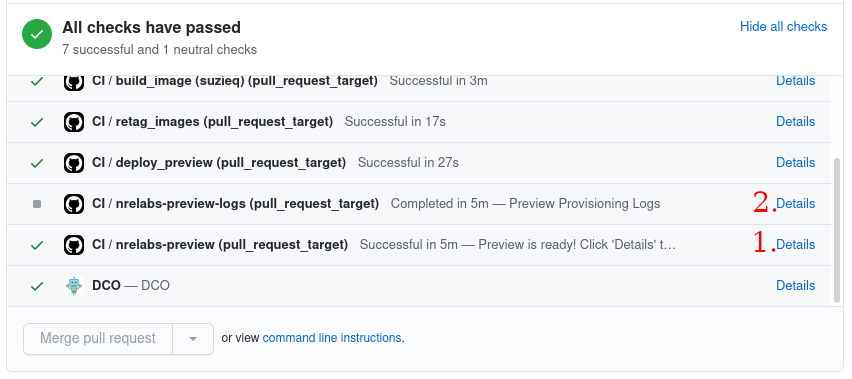 All checks have passed
Hide all checks
7 successful and 1 neutral checks
CI / build_image (suzieq) (pull_request_target) Successful in 3m Details
CI / retag_images (pull_request_target) Successful in 17s Details
CI / deploy_preview (pull_request_target) Successful in 27s Details
CI / nrelabs-preview-logs (pull_request_target) Completed in 5m — Preview Provisioning Logs 2. Details
CI / nrelabs-preview (pull_request_target) Successful in 5m — Preview is ready! Click 'Details' t… 1. Details
DCO — DCO Details
Merge pull request or view command line instructions.